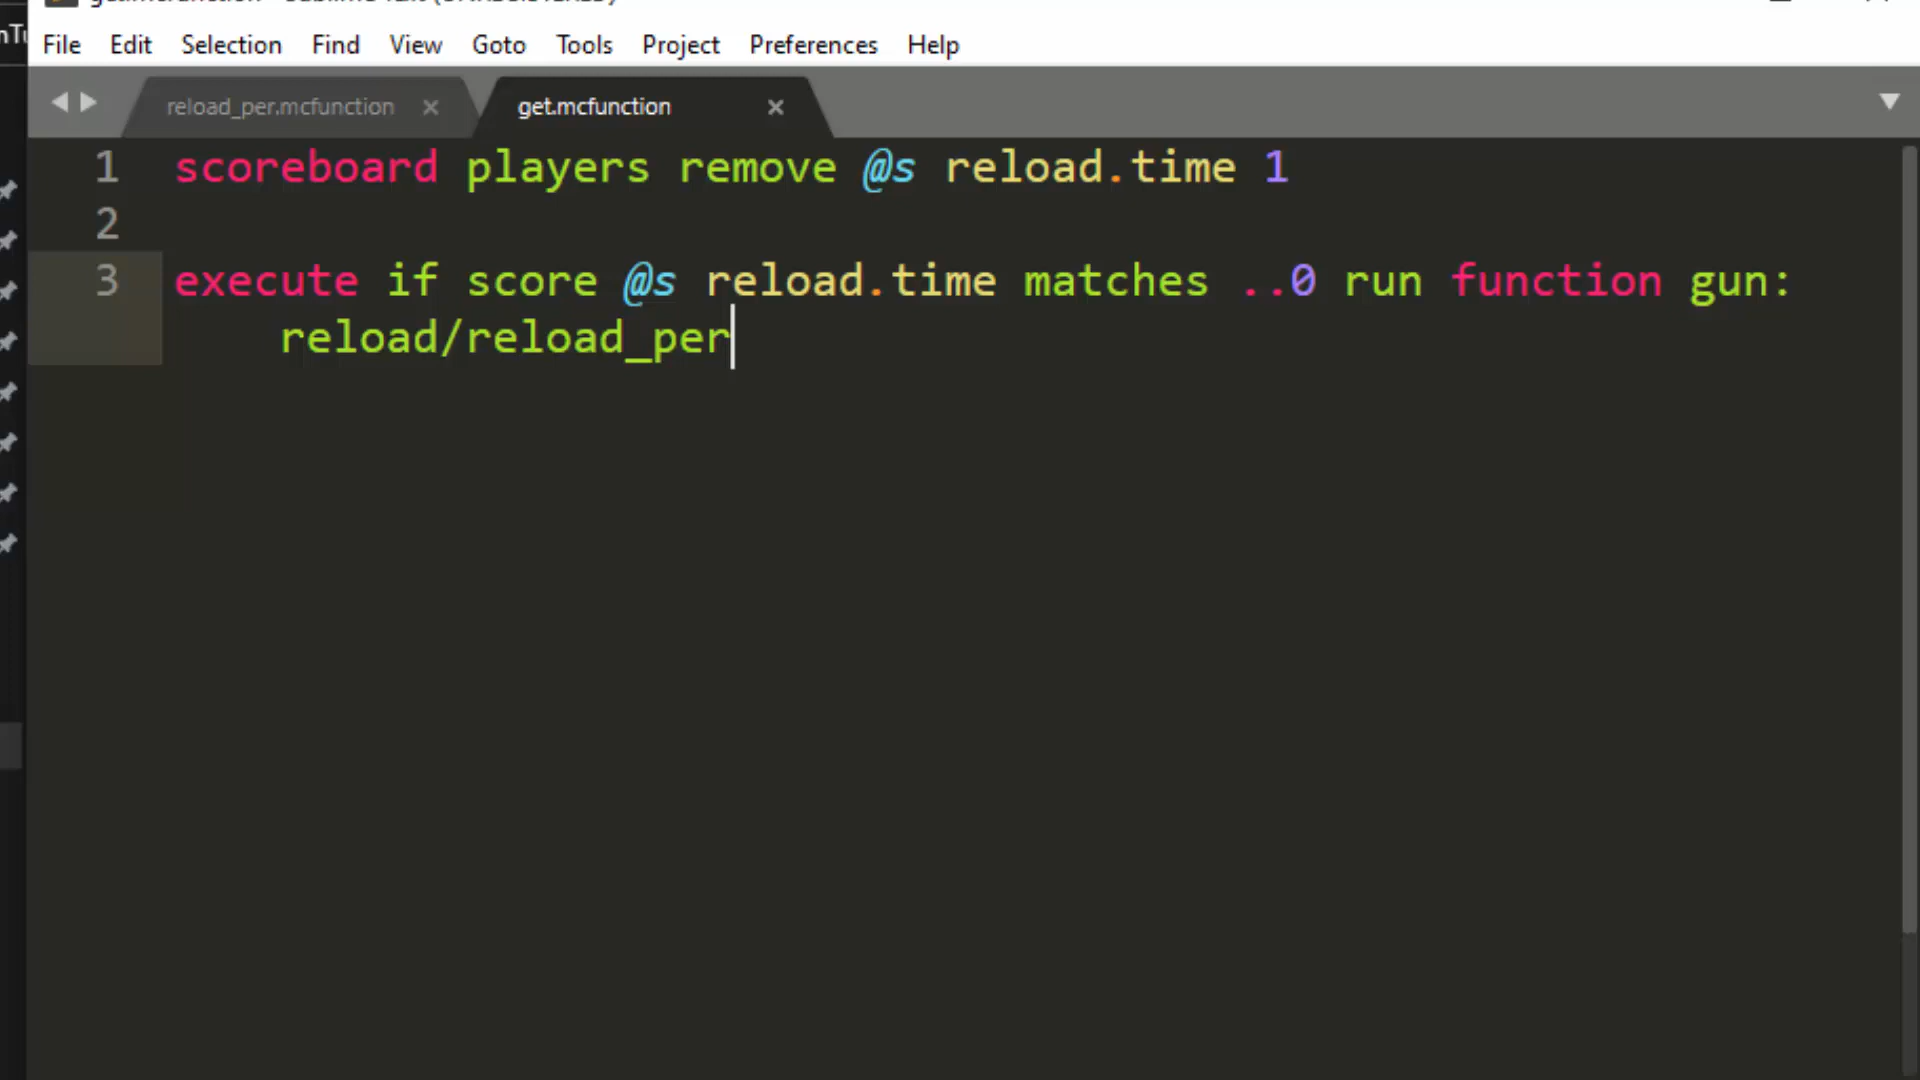 File Edit Selection Find View Goto Tools Project Preferences Help
reload_per.mcfunction × get.mcfunction ×
1 scoreboard players remove @s reload.time 1
2
3 execute if score @s reload.time matches ..0 run function gun:
reload/reload_per